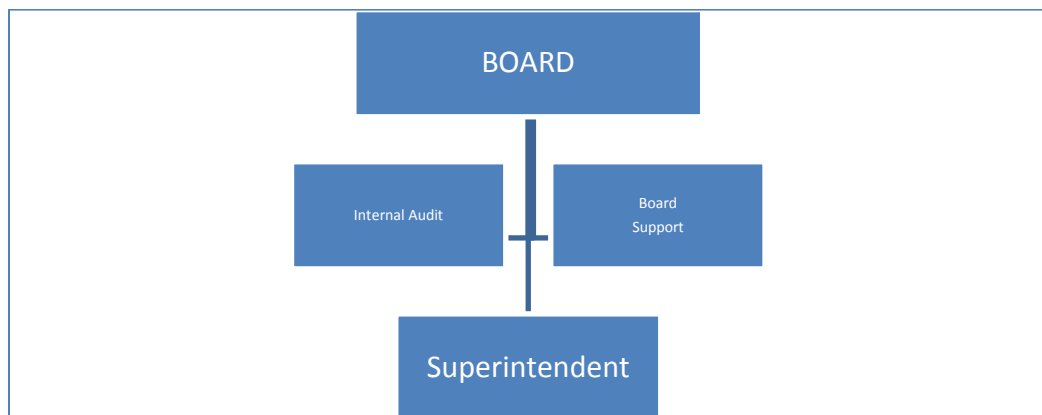 BOARD
Internal Audit
Board
Support
Superintendent